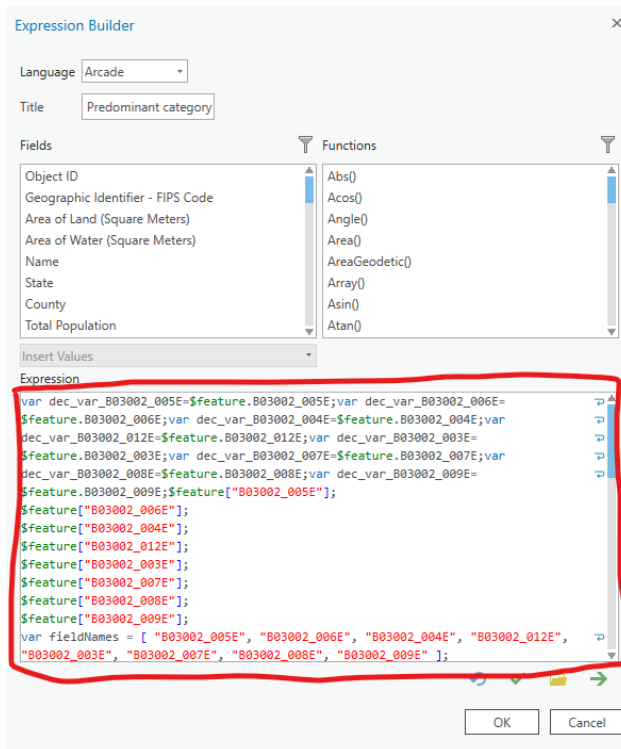 Expression Builder
Language Arcade
Title Predominant category
Fields
Functions
Object ID
Geographic Identifier - FIPS Code
Area of Land (Square Meters)
Area of Water (Square Meters)
Name
State
County
Total Population
Abs()
Acos()
Angle()
Area()
AreaGeodetic()
Array()
Asin()
Atan()
Insert Values
Expression
var dec_var_B03002_005E=$feature.B03002_005E;var dec_var_B03002_006E=
$feature.B03002_006E;var dec_var_B03002_004E=$feature.B03002_004E;var
dec_var_B03002_012E=$feature.B03002_012E;var dec_var_B03002_003E=
$feature.B03002_003E;var dec_var_B03002_007E=$feature.B03002_007E;var
dec_var_B03002_008E=$feature.B03002_008E;var dec_var_B03002_009E=
$feature.B03002_009E;$feature["B03002_005E"];
$feature["B03002_006E"];
$feature["B03002_004E"];
$feature["B03002_012E"];
$feature["B03002_003E"];
$feature["B03002_007E"];
$feature["B03002_008E"];
$feature["B03002_009E"];
var fieldNames = [ "B03002_005E", "B03002_006E", "B03002_004E", "B03002_012E",
"B03002_003E", "B03002_007E", "B03002_008E", "B03002_009E" ];
OK
Cancel